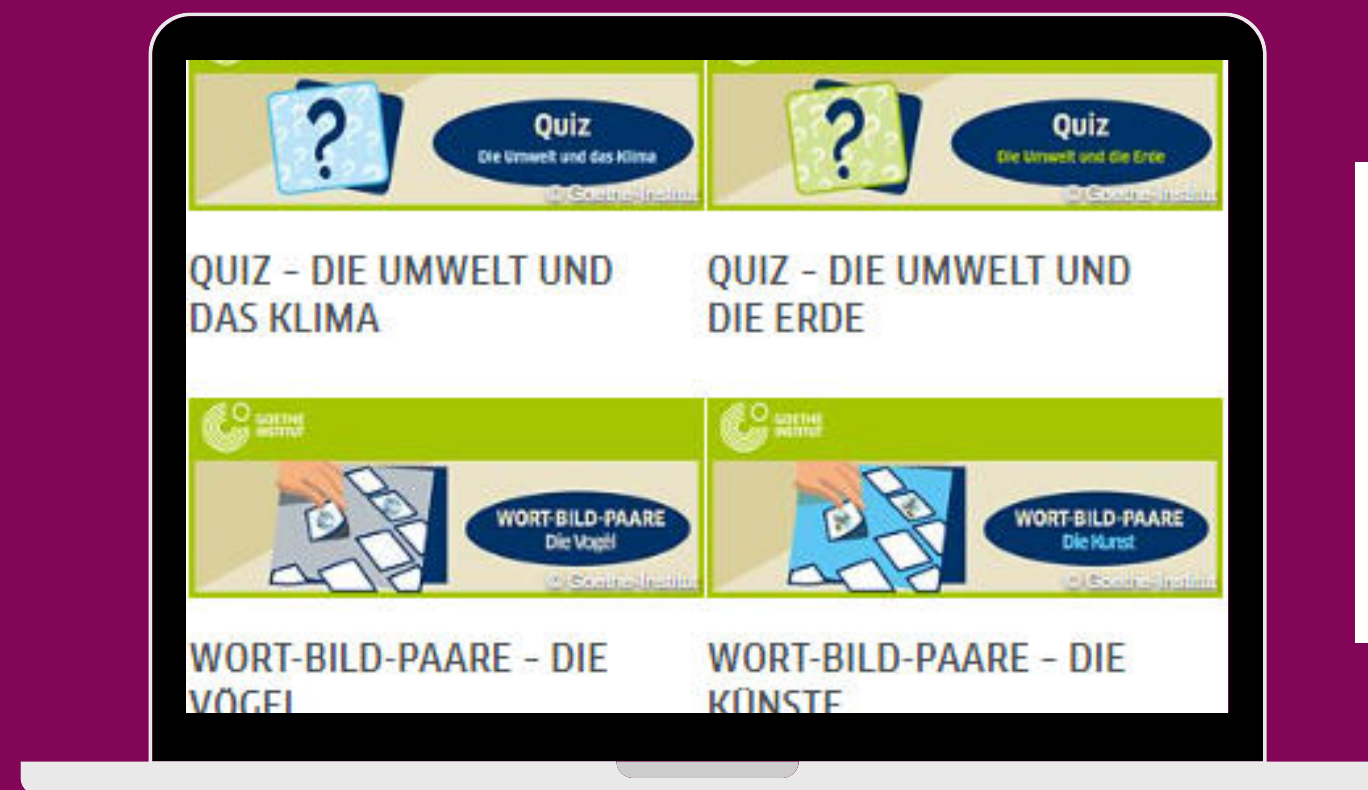 Quiz
Die Umwelt und das Klima
© Goethe-Institut
Quiz
Die Umwelt und die Erde
© Goethe-Institut
QUIZ – DIE UMWELT UND
DAS KLIMA
QUIZ – DIE UMWELT UND
DIE ERDE
GOETHE
INSTITUT
WORT-BILD-PAARE
Die Vogel
© Goethe-Institut
GOETHE
INSTITUT
WORT-BILD-PAARE
Die Kunst
© Goethe-Institut
WORT-BILD-PAARE – DIE
VÖGEL
WORT-BILD-PAARE – DIE
KÜNSTE